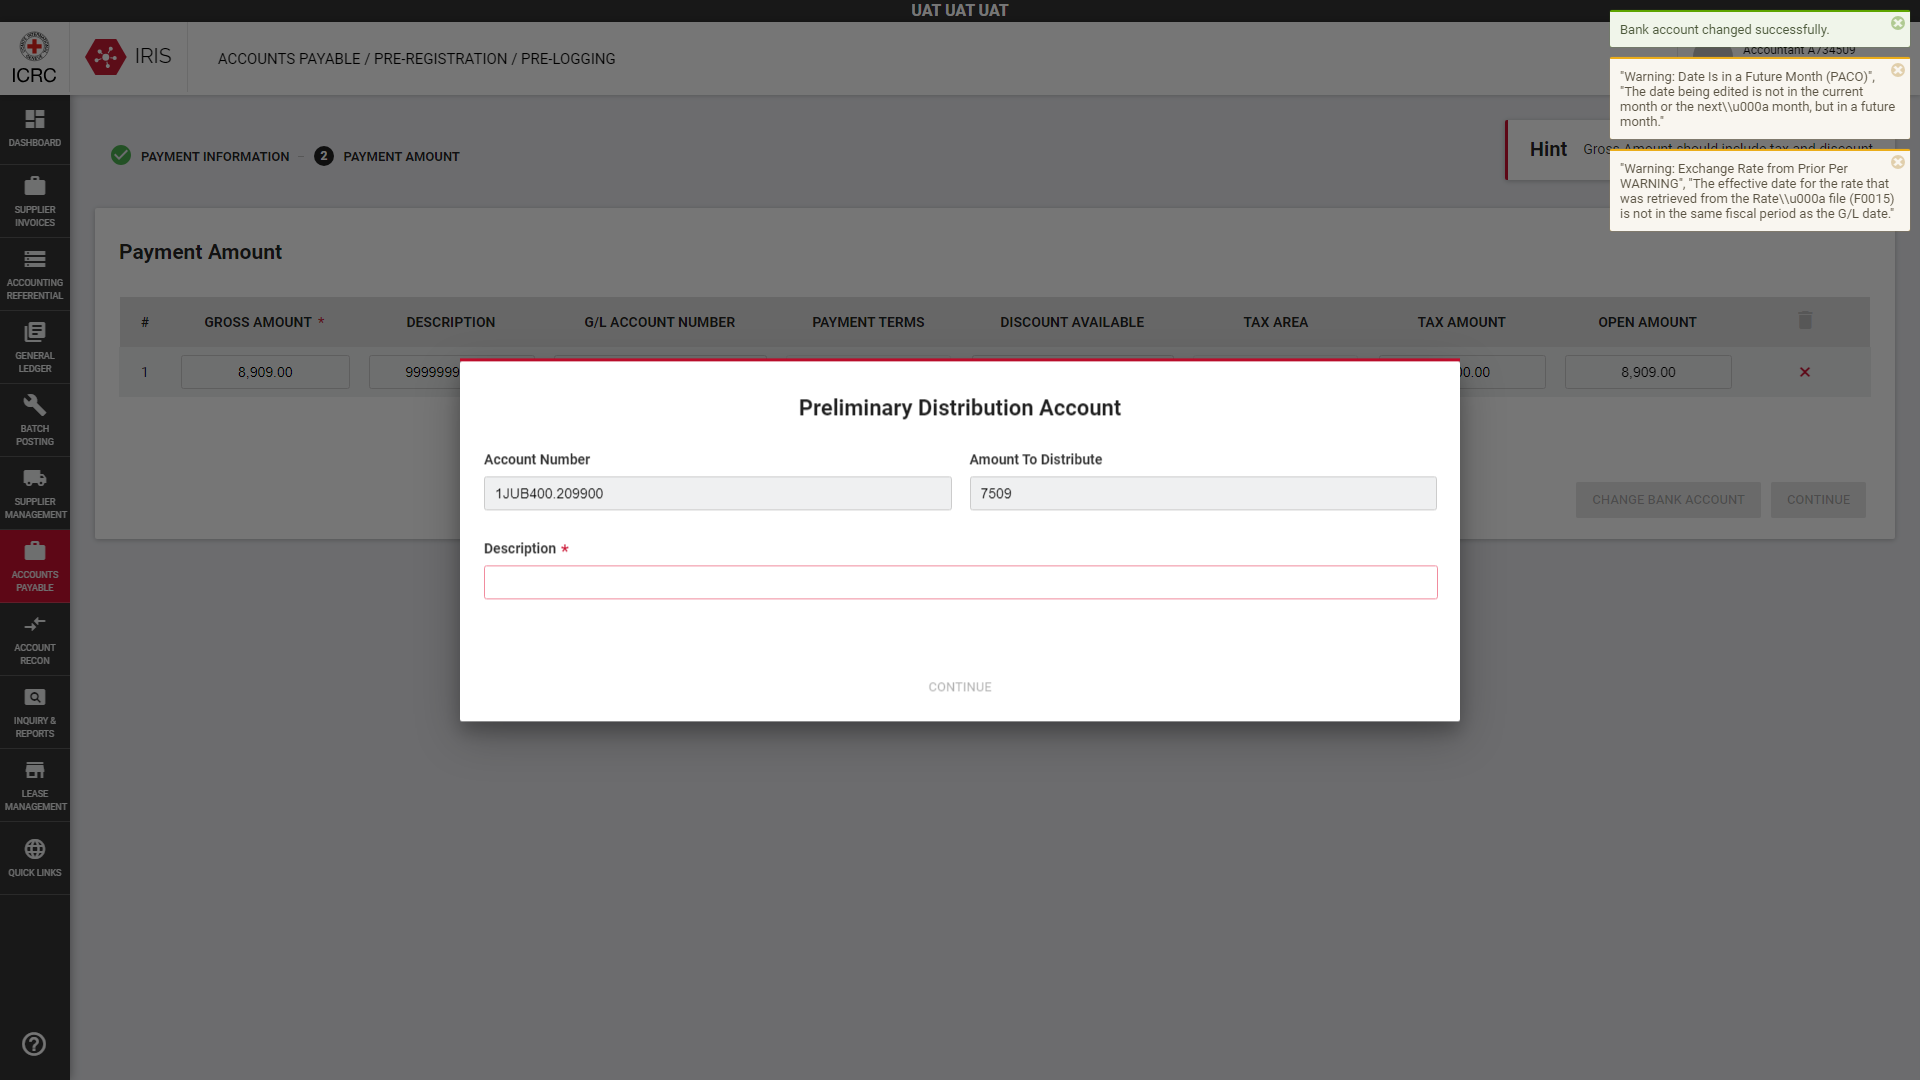 UAT UAT UAT
ICRC
IRIS
ACCOUNTS PAYABLE / PRE-REGISTRATION / PRE-LOGGING
Accountant A734509
Bank account changed successfully.
"Warning: Date Is in a Future Month (PACO)",
"The date being edited is not in the current
month or the next\\u000a month, but in a future
month."
"Warning: Exchange Rate from Prior Per
WARNING", "The effective date for the rate that
was retrieved from the Rate\\u000a file (F0015)
is not in the same fiscal period as the G/L date."
DASHBOARD
SUPPLIER
INVOICES
ACCOUNTING
REFERENTIAL
GENERAL
LEDGER
BATCH
POSTING
SUPPLIER
MANAGEMENT
ACCOUNTS
PAYABLE
ACCOUNT
RECON
INQUIRY &
REPORTS
LEASE
MANAGEMENT
QUICK LINKS
PAYMENT INFORMATION
2 PAYMENT AMOUNT
Hint Gross Amount should include tax and discount
Payment Amount
# GROSS AMOUNT * DESCRIPTION G/L ACCOUNT NUMBER PAYMENT TERMS DISCOUNT AVAILABLE TAX AREA TAX AMOUNT OPEN AMOUNT
1 8,909.00 9999999 0.00 8,909.00
CHANGE BANK ACCOUNT CONTINUE
Preliminary Distribution Account
Account Number
1JUB400.209900
Amount To Distribute
7509
Description *
CONTINUE